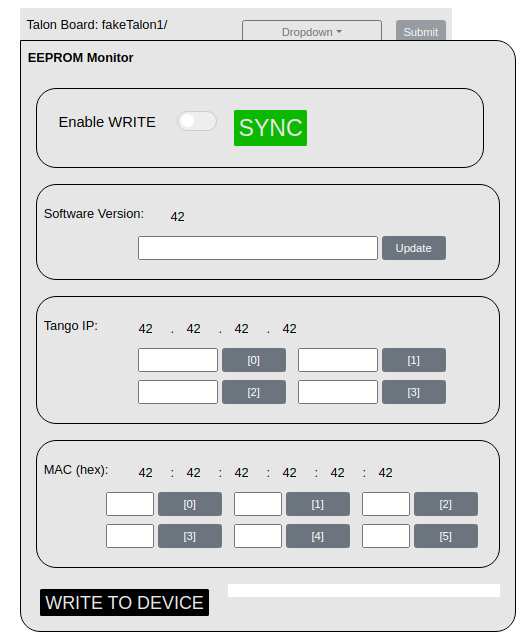 Talon Board: fakeTalon1/
Dropdown Submit
EEPROM Monitor
Enable WRITE SYNC
Software Version: 42
Update
Tango IP: 42 . 42 . 42 . 42
[0] [1]
[2] [3]
MAC (hex): 42 : 42 : 42 : 42 : 42 : 42
[0] [1] [2]
[3] [4] [5]
WRITE TO DEVICE